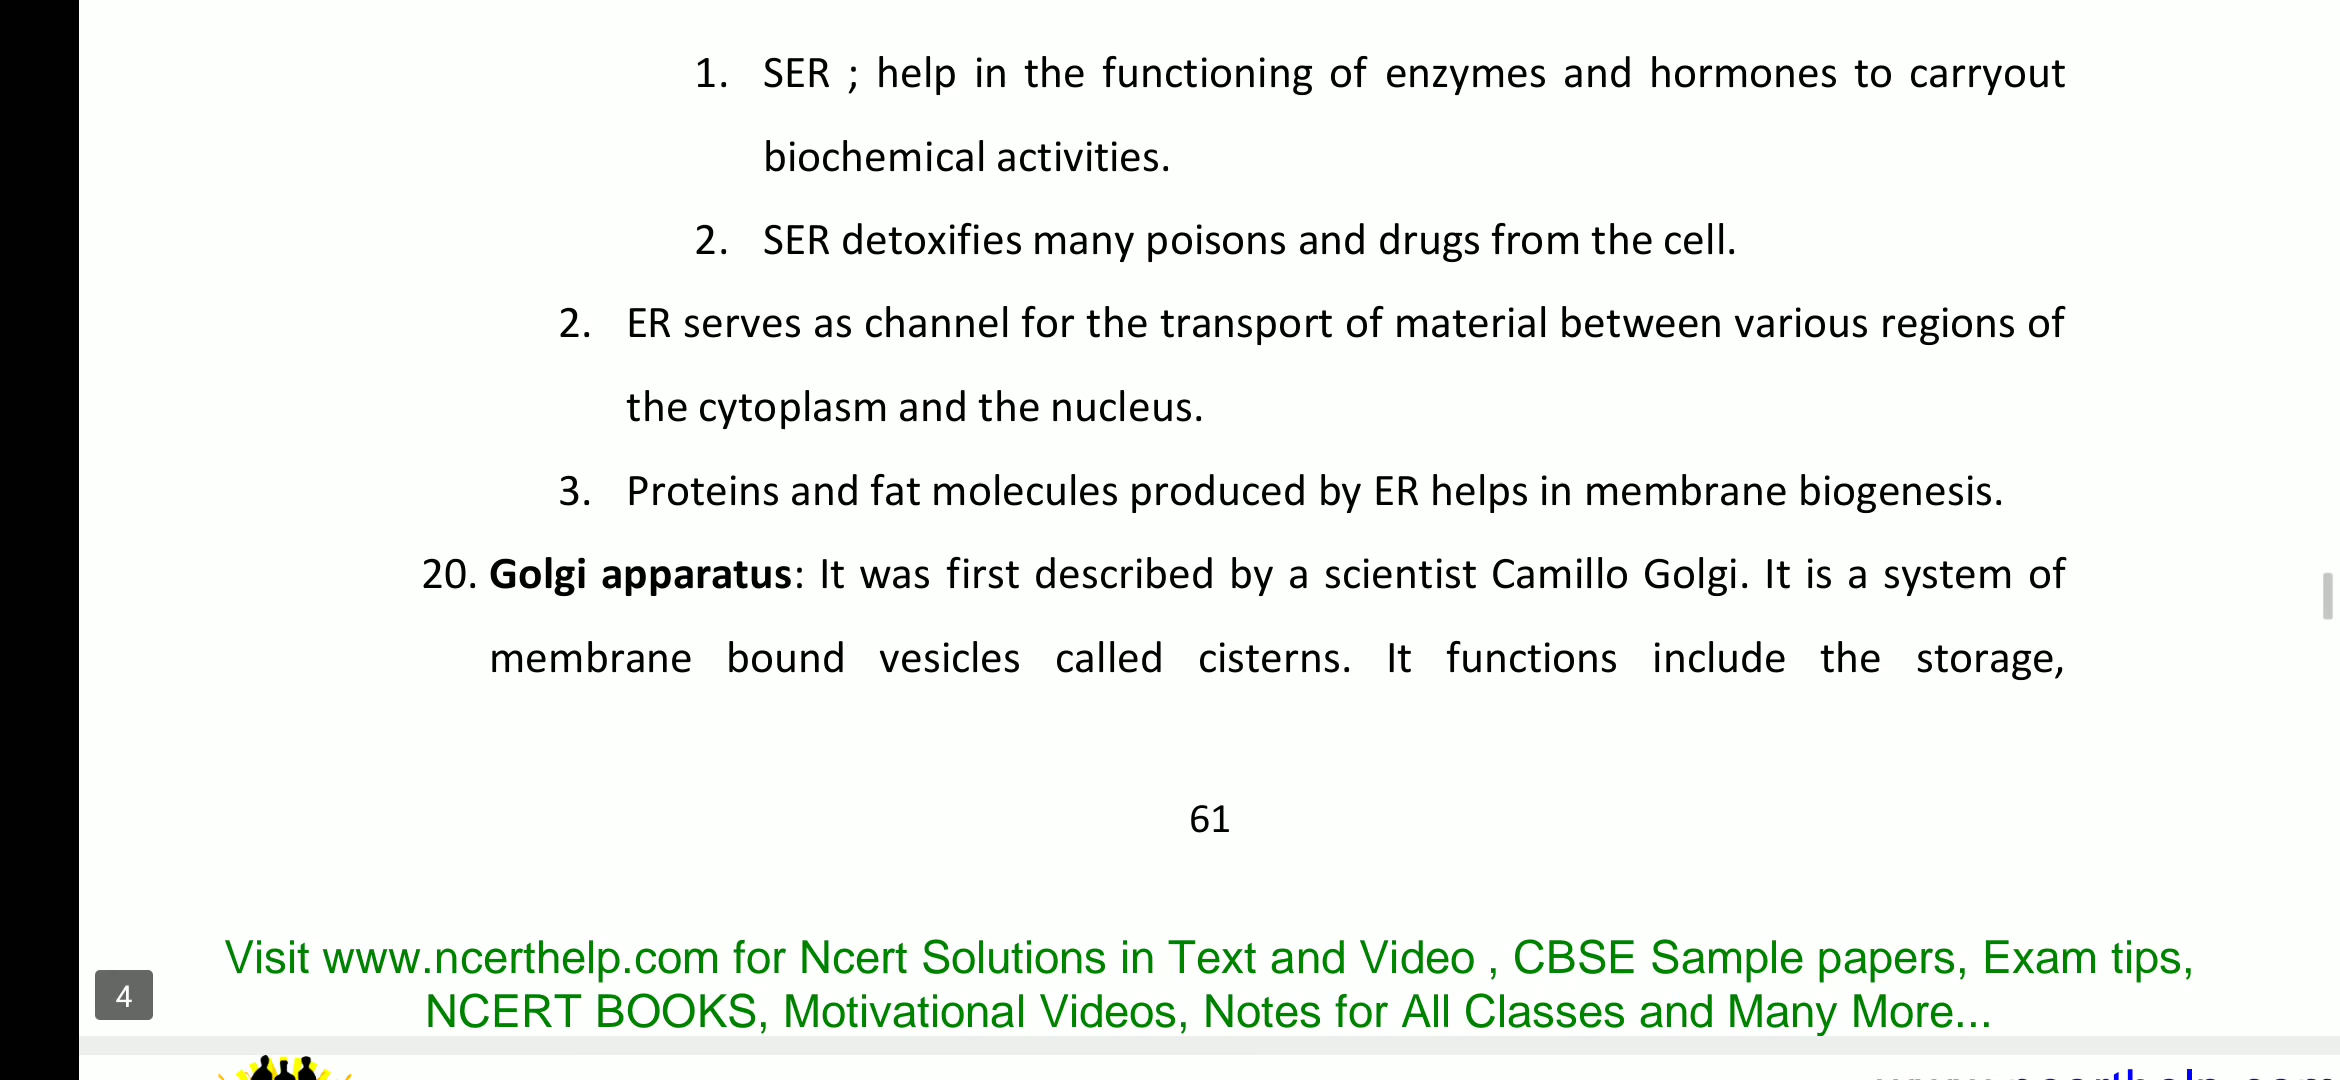 1. SER ; help in the functioning of enzymes and hormones to carryout
biochemical activities.
2. SER detoxifies many poisons and drugs from the cell.
2. ER serves as channel for the transport of material between various regions of
the cytoplasm and the nucleus.
3. Proteins and fat molecules produced by ER helps in membrane biogenesis.
20. Golgi apparatus: It was first described by a scientist Camillo Golgi. It is a system of
membrane bound vesicles called cisterns. It functions include the storage,
61
Visit www.ncerthelp.com for Ncert Solutions in Text and Video , CBSE Sample papers, Exam tips,
4
NCERT BOOKS, Motivational Videos, Notes for All Classes and Many More...